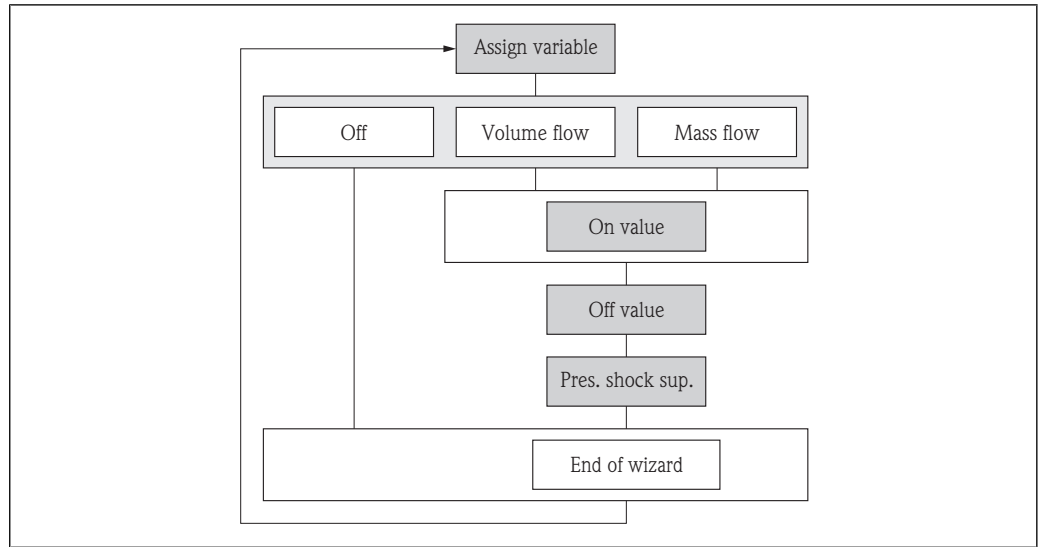 Assign variable
Off
Volume flow
Mass flow
On value
Off value
Pres. shock sup.
End of wizard